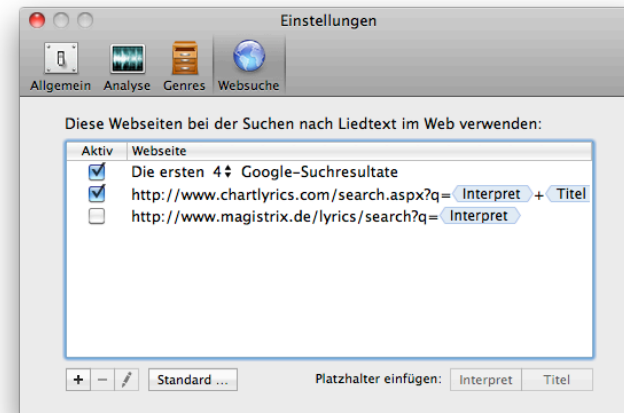 Einstellungen
Allgemein Analyse Genres Websuche
Diese Webseiten bei der Suchen nach Liedtext im Web verwenden:
Aktiv Webseite
Die ersten 4 Google-Suchresultate
http://www.chartlyrics.com/search.aspx?q= Interpret + Titel
http://www.magistrix.de/lyrics/search?q= Interpret
+ − Standard ... Platzhalter einfügen: Interpret Titel